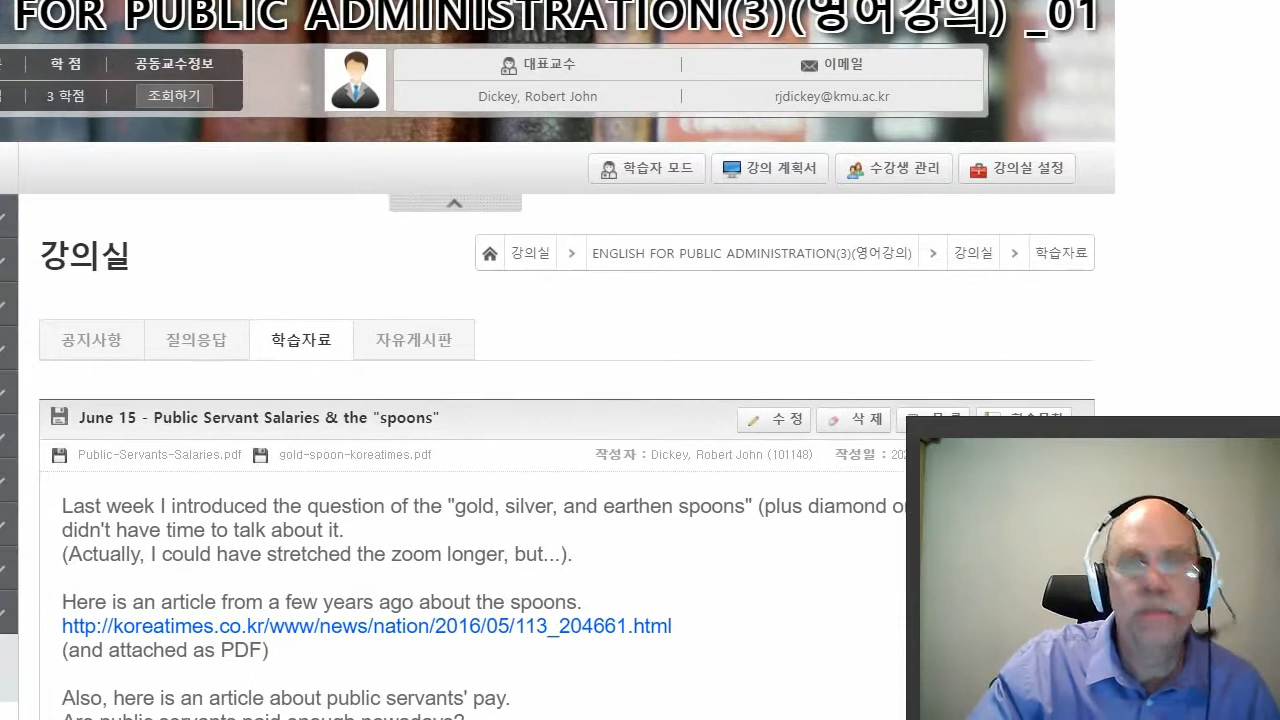 FOR PUBLIC ADMINISTRATION(3)(영어강의) _01
학 점 | 공동교수정보
3 학점 | 조회하기
대표교수 | 이메일
Dickey, Robert John | rjdickey@kmu.ac.kr
학습자 모드 강의 계획서 수강생 관리 강의실 설정
강의실
강의실 > ENGLISH FOR PUBLIC ADMINISTRATION(3)(영어강의) > 강의실 > 학습자료
공지사항 질의응답 학습자료 자유게시판
June 15 - Public Servant Salaries & the "spoons" 수 정 삭 제
Public-Servants-Salaries.pdf gold-spoon-koreatimes.pdf 작성자 : Dickey, Robert John (101148) 작성일 : 202
Last week I introduced the question of the "gold, silver, and earthen spoons" (plus diamond
didn't have time to talk about it.
(Actually, I could have stretched the zoom longer, but...).
Here is an article from a few years ago about the spoons.
http://koreatimes.co.kr/www/news/nation/2016/05/113_204661.html
(and attached as PDF)
Also, here is an article about public servants' pay.
Are public servants paid enough nowadays?